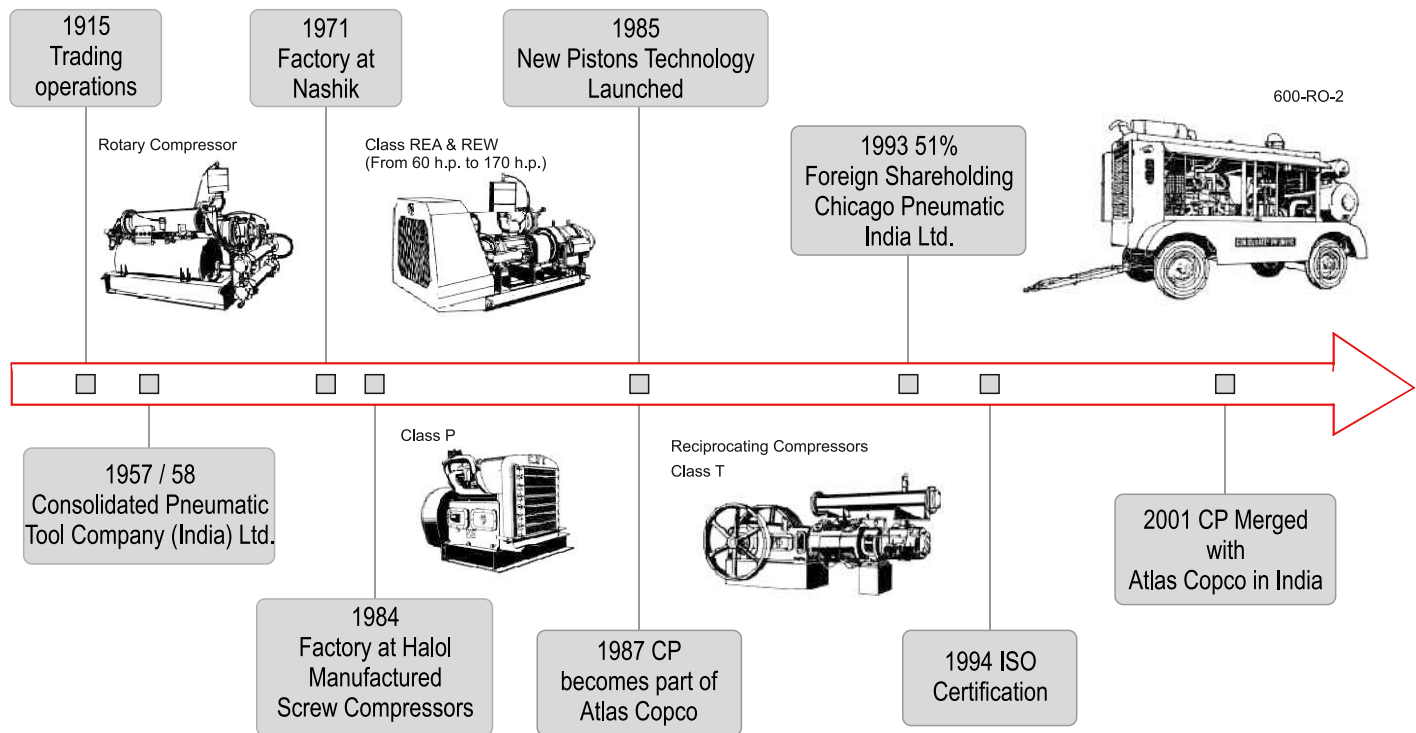 1915
Trading
operations
1971
Factory at
Nashik
1985
New Pistons Technology
Launched
600-RO-2
Rotary Compressor
Class REA & REW
(From 60 h.p. to 170 h.p.)
1993 51%
Foreign Shareholding
Chicago Pneumatic
India Ltd.
Class P
Reciprocating Compressors
Class T
1957 / 58
Consolidated Pneumatic
Tool Company (India) Ltd.
2001 CP Merged
with
Atlas Copco in India
1984
Factory at Halol
Manufactured
Screw Compressors
1987 CP
becomes part of
Atlas Copco
1994 ISO
Certification